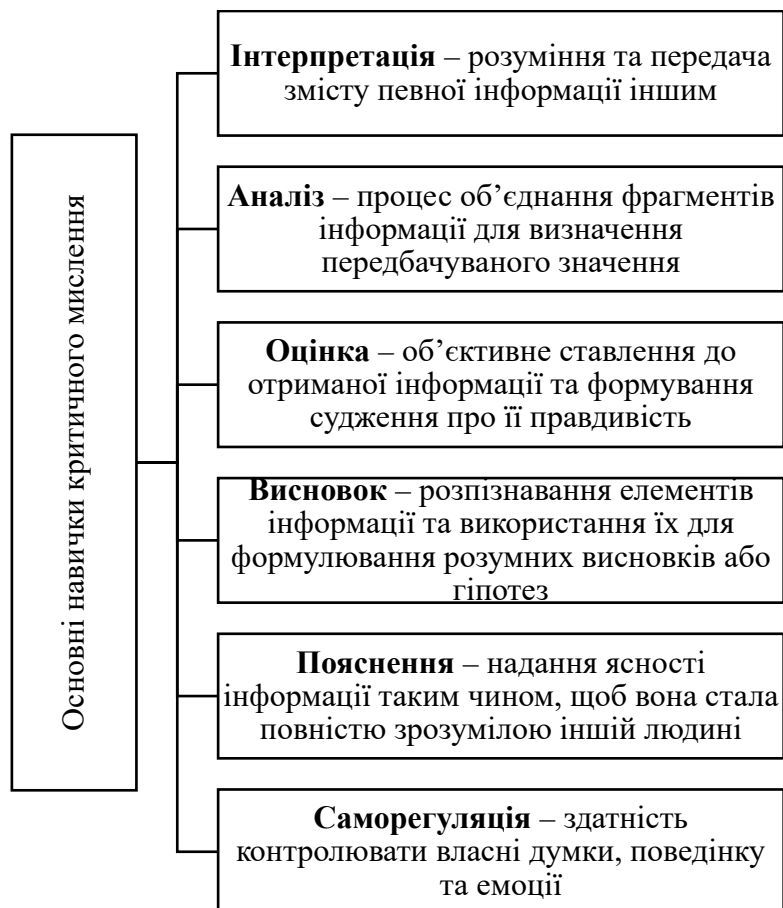 Основні навички критичного мислення
Інтерпретація – розуміння та передача
змісту певної інформації іншим
Аналіз – процес об’єднання фрагментів
інформації для визначення
передбачуваного значення
Оцінка – об’єктивне ставлення до
отриманої інформації та формування
судження про її правдивість
Висновок – розпізнавання елементів
інформації та використання їх для
формулювання розумних висновків або
гіпотез
Пояснення – надання ясності
інформації таким чином, щоб вона стала
повністю зрозумілою іншій людині
Саморегуляція – здатність
контролювати власні думки, поведінку
та емоції